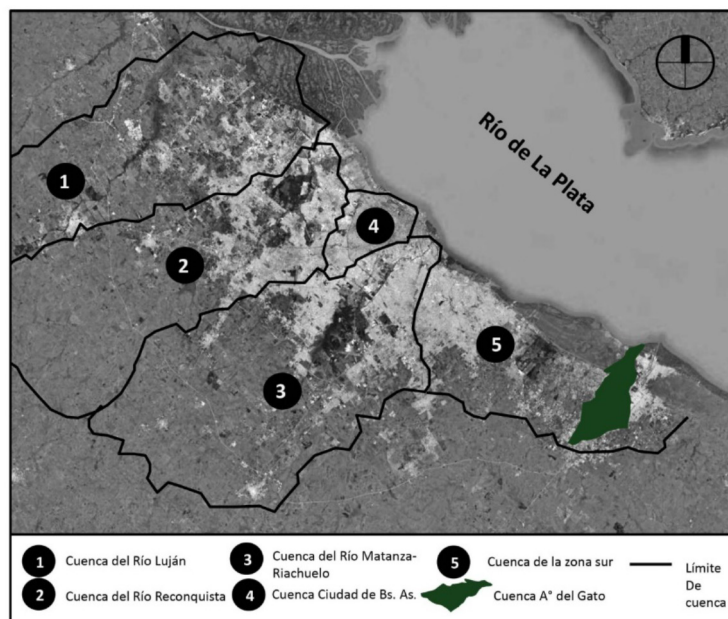 Río de La Plata
1
2
3
4
5
1 Cuenca del Río Luján
2 Cuenca del Río Reconquista
3 Cuenca del Río Matanza-
Riachuelo
4 Cuenca Ciudad de Bs. As.
5 Cuenca de la zona sur
Cuenca A° del Gato
Límite
De
cuenca